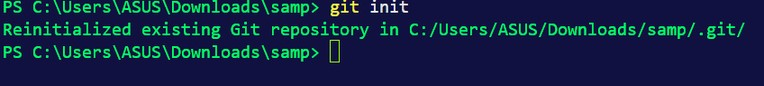 PS C:\Users\ASUS\Downloads\samp> git init
Reinitialized existing Git repository in C:/Users/ASUS/Downloads/samp/.git/
PS C:\Users\ASUS\Downloads\samp>